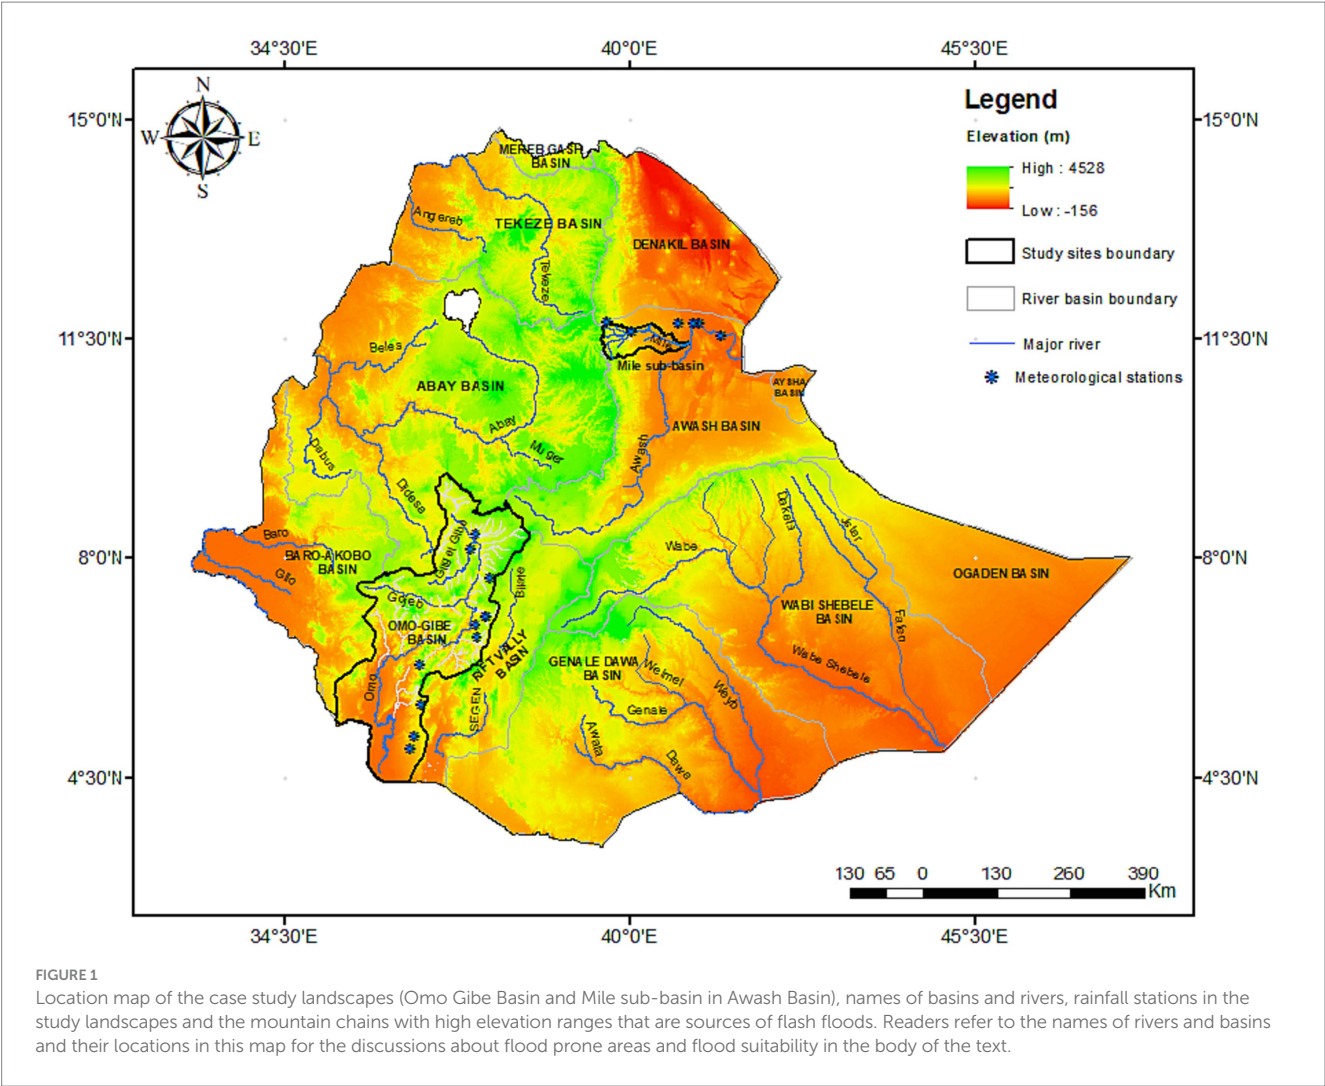 34°30'E 40°0'E 45°30'E
N
W E
S
15°0'N 15°0'N
Legend
Elevation (m)
High : 4528
Low : -156
Study sites boundary
River basin boundary
Major river
Meteorological stations
MEREB GASH
BASIN
Angereb
TEKEZE BASIN
DENAKIL BASIN
Tekeze
11°30'N 11°30'N
Beles
Mile
Mile sub-basin
ABAY BASIN
AYSHA
BASIN
Abay
AWASH BASIN
Muger
Awash
Dabus
Didesa
Daketa
Jerar
Baro
Gilgel Gibe
Wabe
8°0'N 8°0'N
BARO-AKOBO
BASIN
Gilo
Bilate
OGADEN BASIN
Gojeb
WABI SHEBELE
BASIN
Fafen
OMO-GIBE
BASIN
RIFTVALLY
BASIN
GENALE DAWA
BASIN
Wabe Shebele
Omo
Welmel
Weyb
SEGEN
Genale
Awata
Dawa
4°30'N 4°30'N
130 65 0 130 260 390
Km
34°30'E 40°0'E 45°30'E
FIGURE 1
Location map of the case study landscapes (Omo Gibe Basin and Mile sub-basin in Awash Basin), names of basins and rivers, rainfall stations in the
study landscapes and the mountain chains with high elevation ranges that are sources of flash floods. Readers refer to the names of rivers and basins
and their locations in this map for the discussions about flood prone areas and flood suitability in the body of the text.